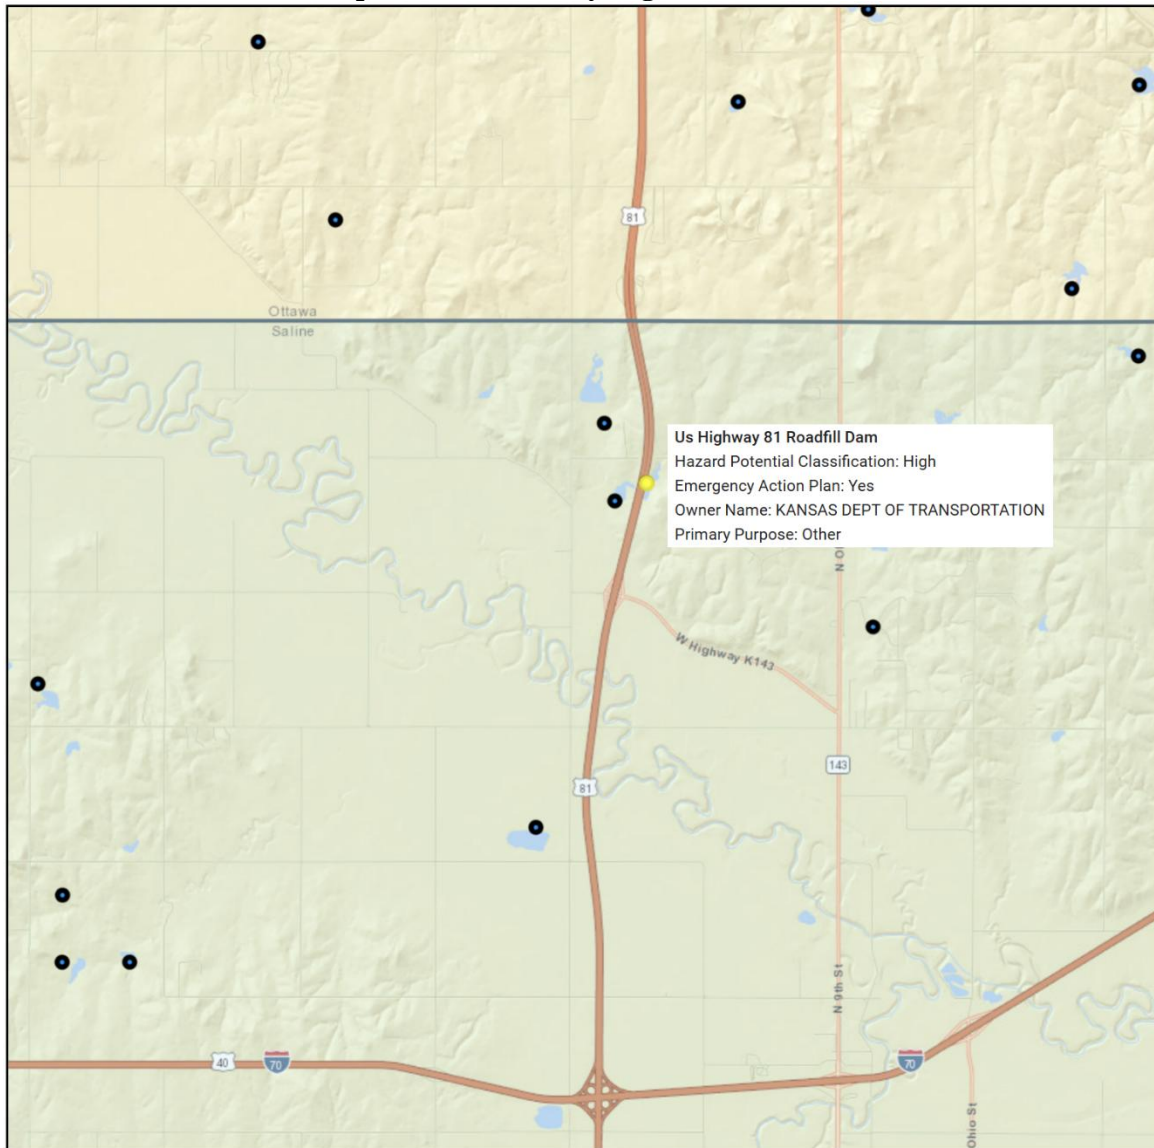 81
Ottawa
Saline
Us Highway 81 Roadfill Dam
Hazard Potential Classification: High
Emergency Action Plan: Yes
Owner Name: KANSAS DEPT OF TRANSPORTATION
Primary Purpose: Other
W Highway K143
143
81
N 9th St
40
70
70
Ohio St